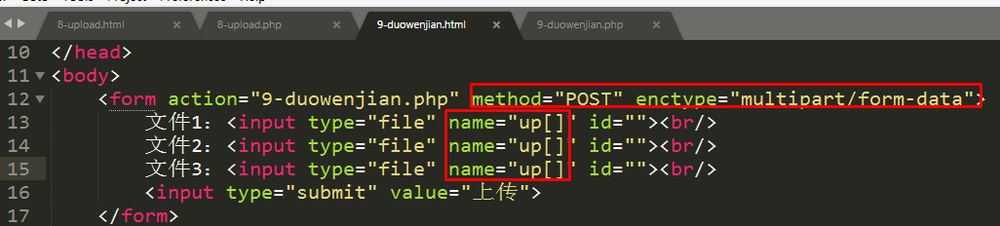 8-upload.html 8-upload.php 9-duowenjian.html 9-duowenjian.php
10 </head>
11 <body>
12 <form action="9-duowenjian.php" method="POST" enctype="multipart/form-data">
13 文件1：<input type="file" name="up[]" id=""><br/>
14 文件2：<input type="file" name="up[]" id=""><br/>
15 文件3：<input type="file" name="up[]" id=""><br/>
16 <input type="submit" value="上传">
17 </form>